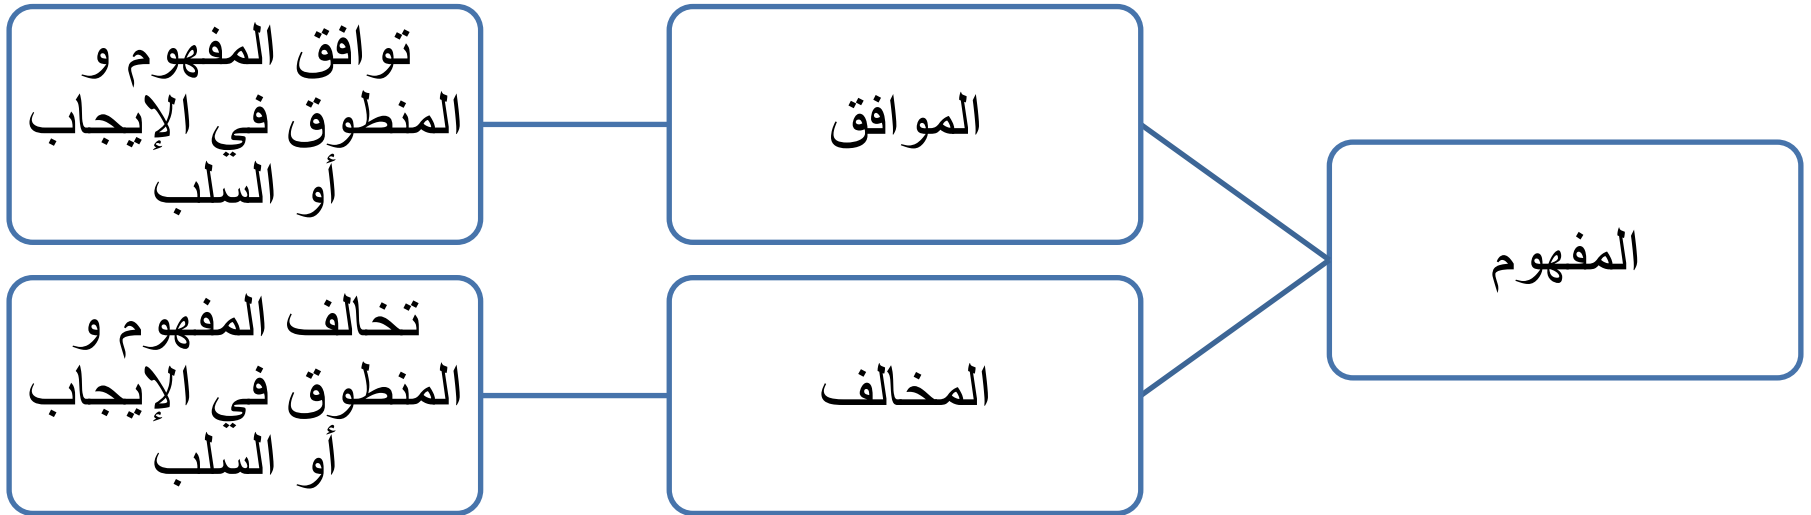 المفهوم
الموافق
توافق المفهوم و
المنطوق في الإيجاب
أو السلب
المخالف
تخالف المفهوم و
المنطوق في الإيجاب
أو السلب